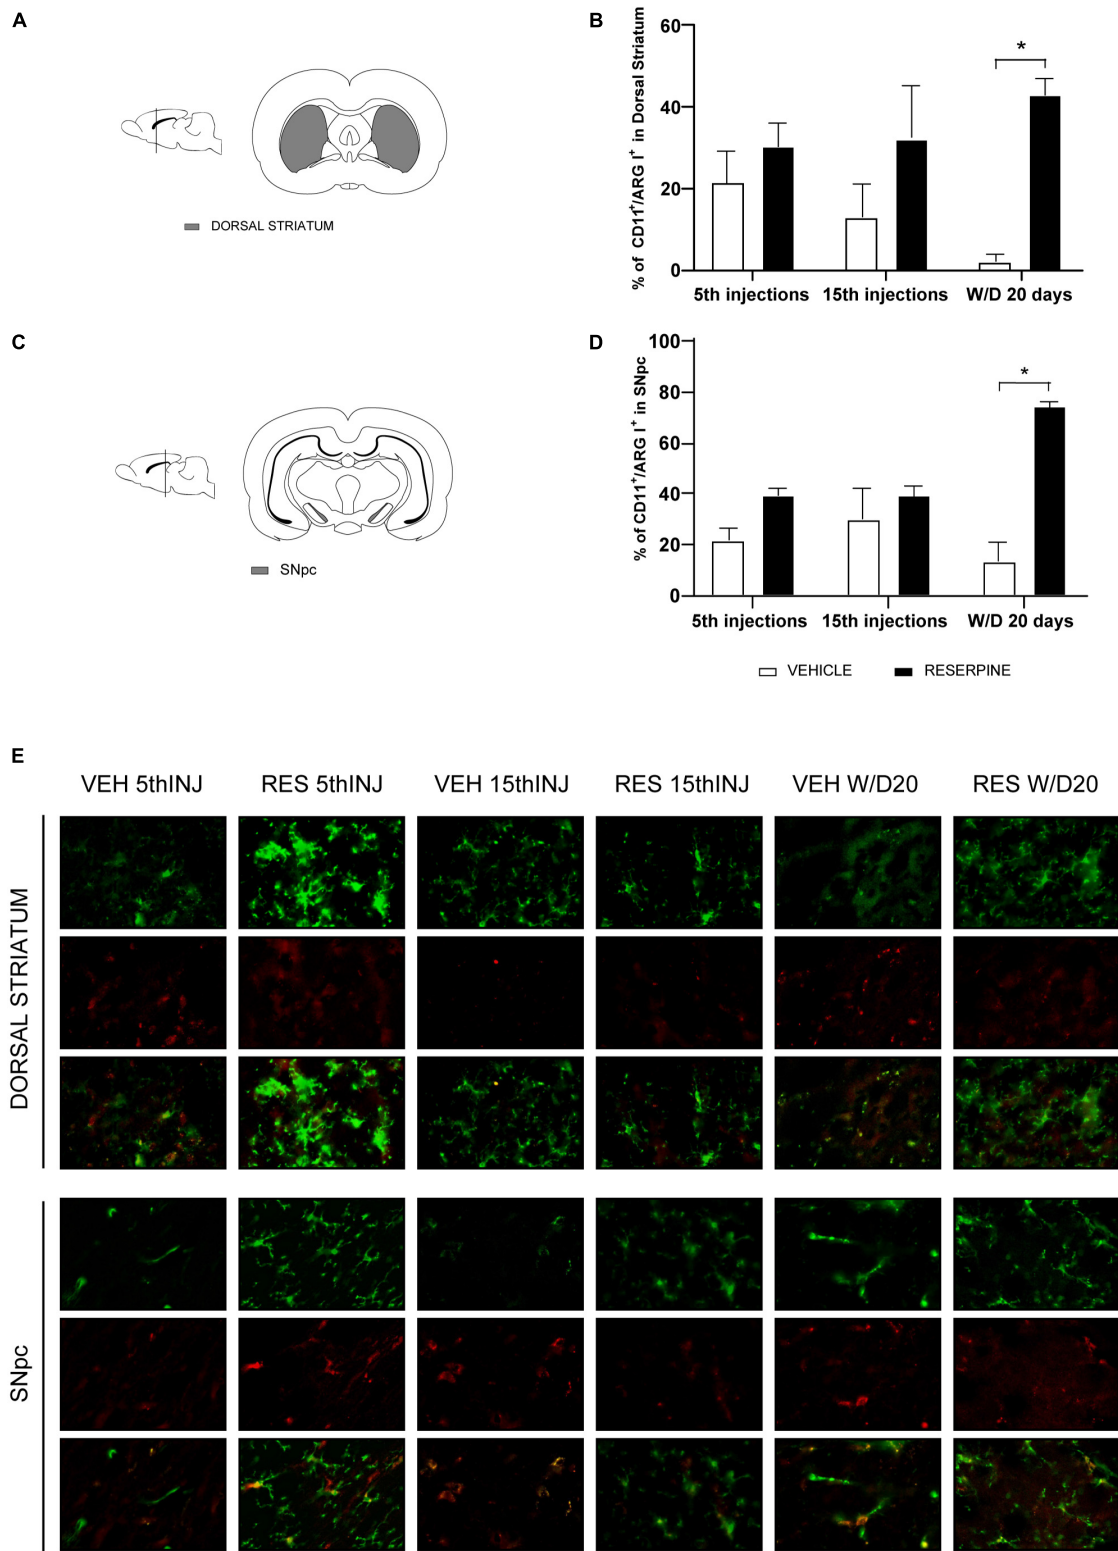 A
DORSAL STRIATUM
B
% of CD11+/ARG I+ in Dorsal Striatum
60
40
20
0
*
5th injections 15th injections W/D 20 days
C
SNpc
D
% of CD11+/ARG I+ in SNpc
100
80
60
40
20
0
*
5th injections 15th injections W/D 20 days
VEHICLE RESERPINE
E
VEH 5thINJ RES 5thINJ VEH 15thINJ RES 15thINJ VEH W/D20 RES W/D20
DORSAL STRIATUM
SNpc